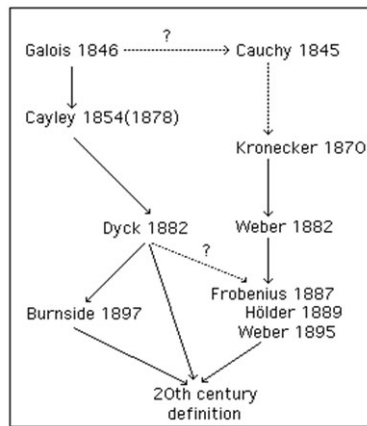 ?
Galois 1846
Cauchy 1845
Cayley 1854(1878)
Kronecker 1870
Dyck 1882
Weber 1882
?
Frobenius 1887
Burnside 1897
Hölder 1889
Weber 1895
20th century
definition